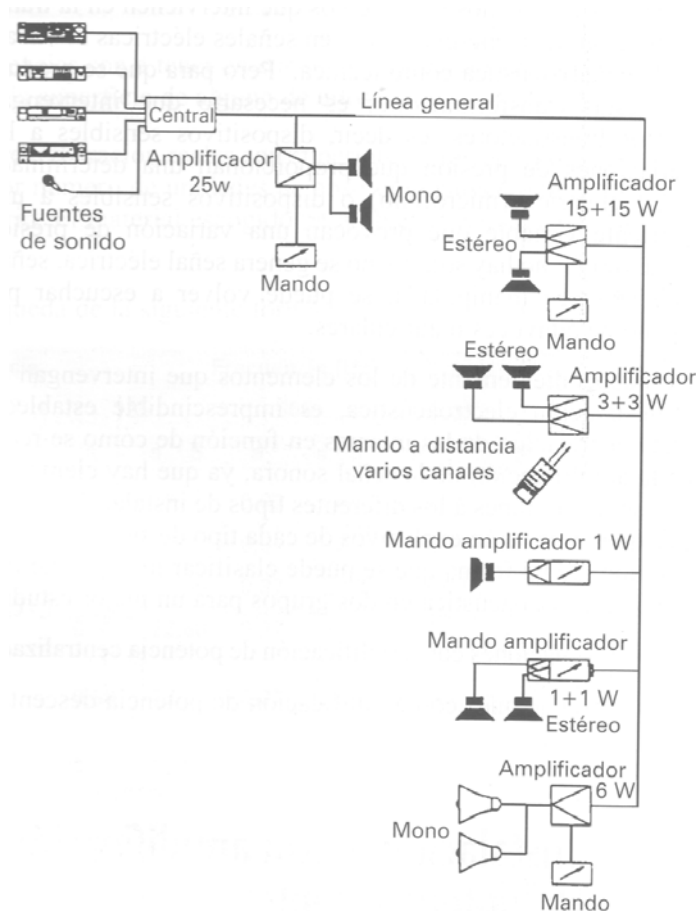 Central
Línea general
Amplificador
25w
Mono
Mando
Fuentes
de sonido
Amplificador
15+15 W
Estéreo
Mando
Estéreo
Amplificador
3+3 W
Mando a distancia
varios canales
Mando amplificador 1 W
Mando amplificador
1+1 W
Estéreo
Amplificador
6 W
Mono
Mando